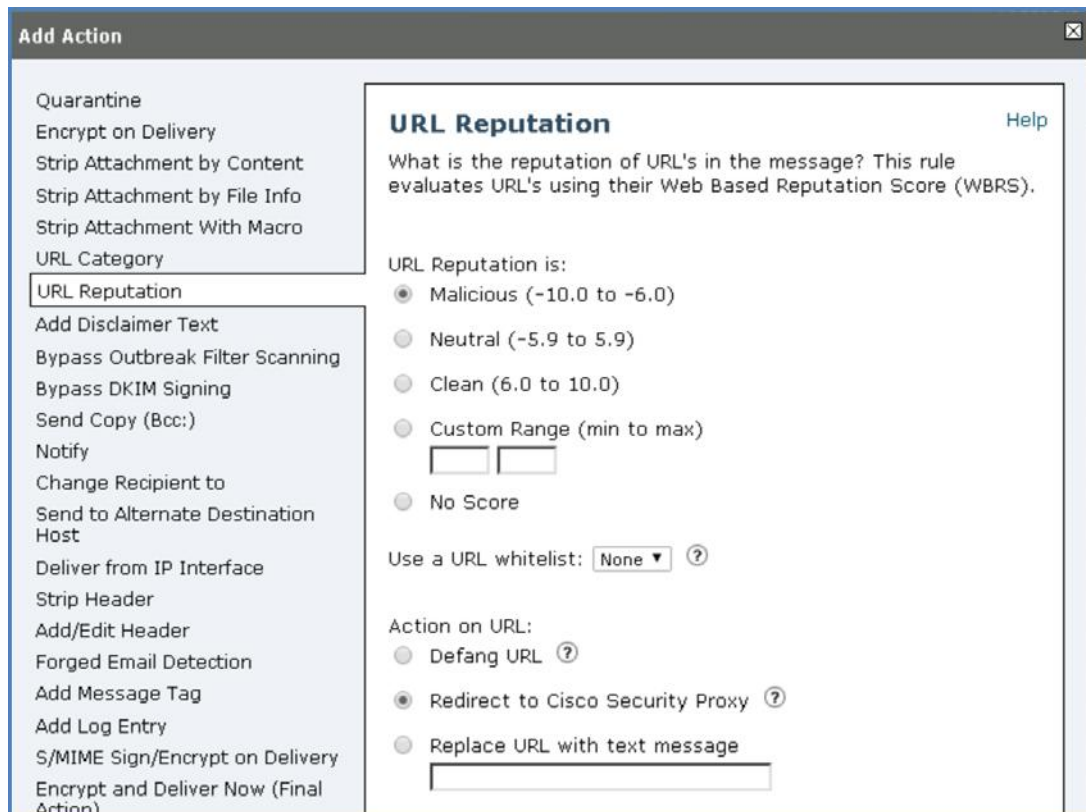 Add Action
Quarantine
Encrypt on Delivery
Strip Attachment by Content
Strip Attachment by File Info
Strip Attachment With Macro
URL Category
URL Reputation
Add Disclaimer Text
Bypass Outbreak Filter Scanning
Bypass DKIM Signing
Send Copy (Bcc:)
Notify
Change Recipient to
Send to Alternate Destination
Host
Deliver from IP Interface
Strip Header
Add/Edit Header
Forged Email Detection
Add Message Tag
Add Log Entry
S/MIME Sign/Encrypt on Delivery
Encrypt and Deliver Now (Final
Action)
URL Reputation
Help
What is the reputation of URL's in the message? This rule
evaluates URL's using their Web Based Reputation Score (WBRS).
URL Reputation is:
Malicious (-10.0 to -6.0)
Neutral (-5.9 to 5.9)
Clean (6.0 to 10.0)
Custom Range (min to max)
No Score
Use a URL whitelist: None ?
Action on URL:
Defang URL ?
Redirect to Cisco Security Proxy ?
Replace URL with text message